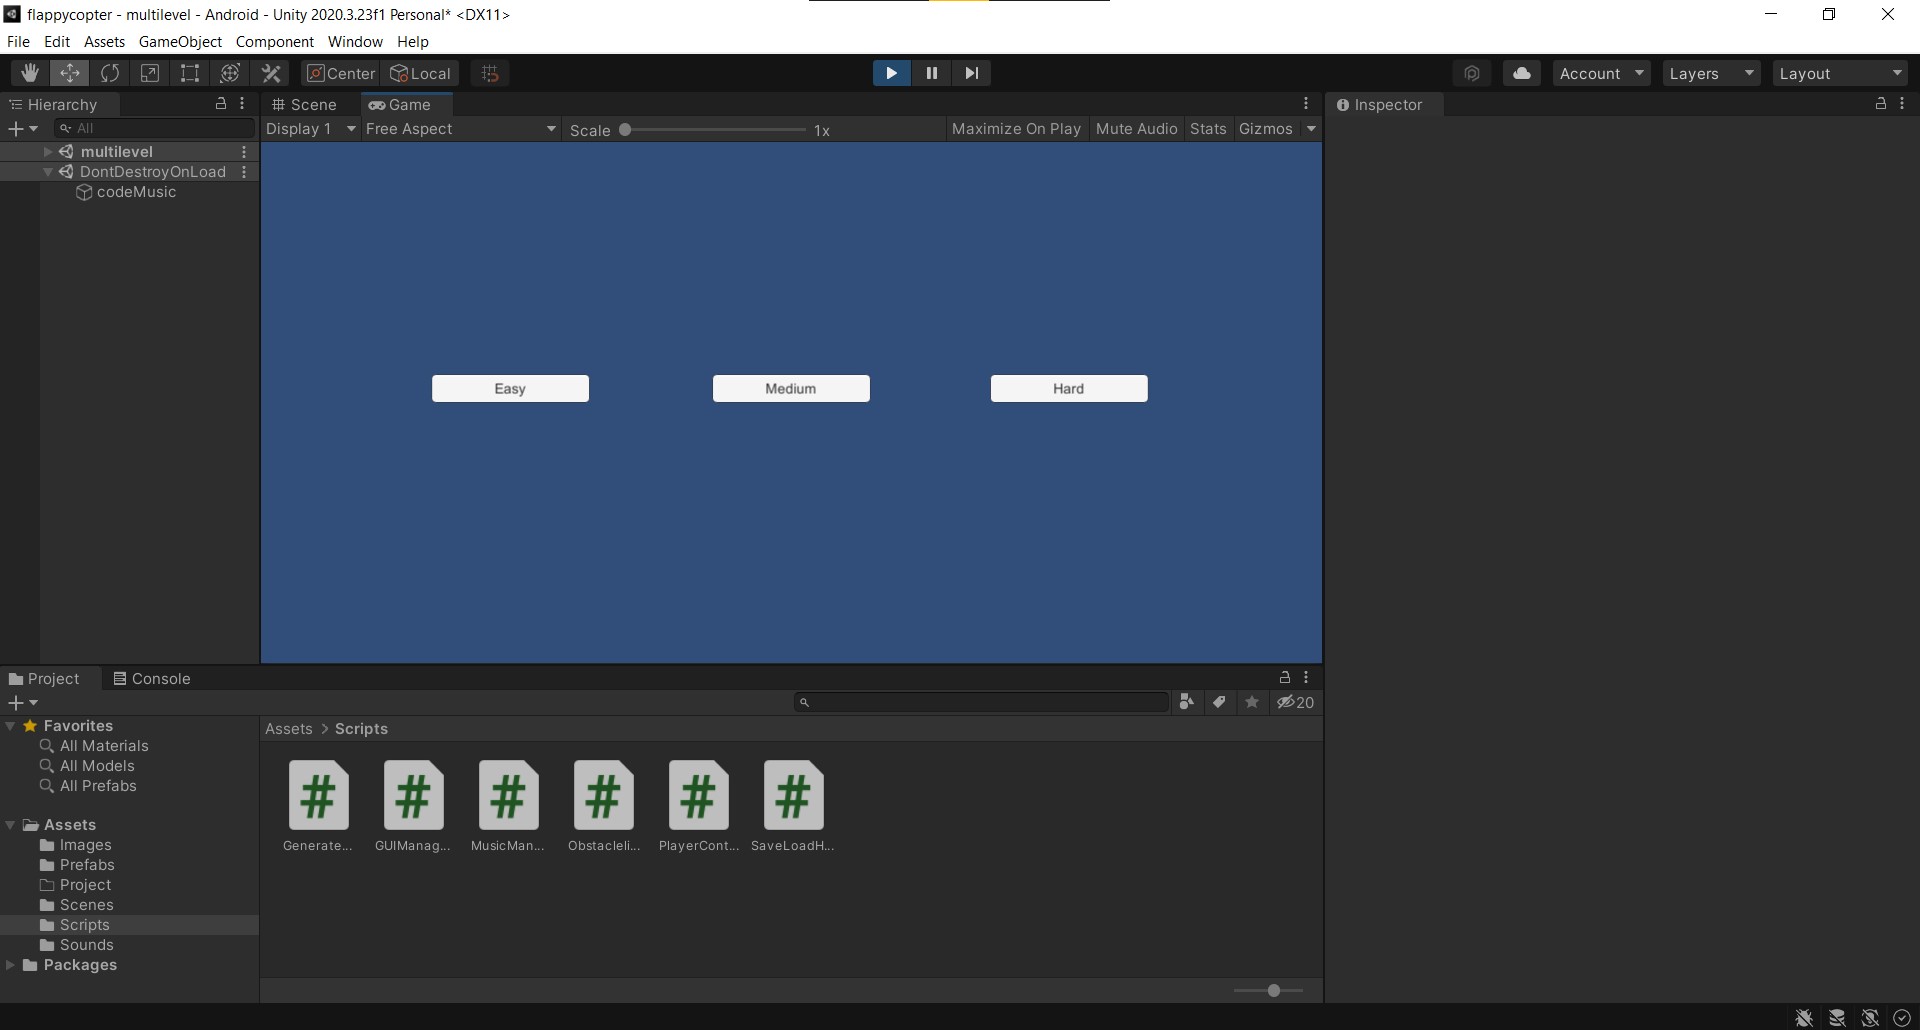 flappycopter - multilevel - Android - Unity 2020.3.23f1 Personal* <DX11>
File Edit Assets GameObject Component Window Help
Center Local Account Layers Layout
Hierarchy Scene Game Inspector
All Display 1 Free Aspect Scale 1x Maximize On Play Mute Audio Stats Gizmos
multilevel
DontDestroyOnLoad
codeMusic
Easy Medium Hard
Project Console
20
Favorites Assets > Scripts
All Materials
All Models
All Prefabs
Assets
Images
Prefabs
Project
Scenes
Scripts
Sounds
Packages
# # # # # #
Generate... GUIManag... MusicMan... Obstacleli... PlayerCont... SaveLoadH...